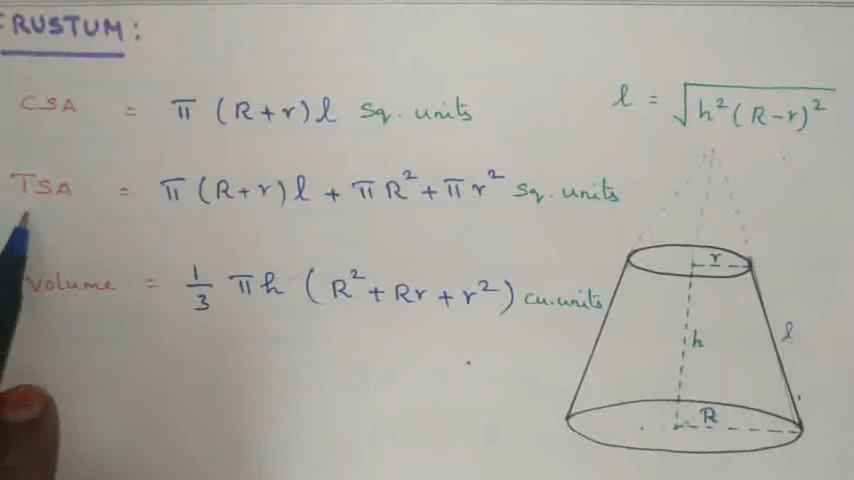 FRUSTUM:
CSA = π (R+r)l Sq. units
l = √h²(R-r)²
TSA = π (R+r)l + πR² + πr² Sq. units
Volume = 1/3 πh (R² + Rr + r²) cu.units
r
h
l
R